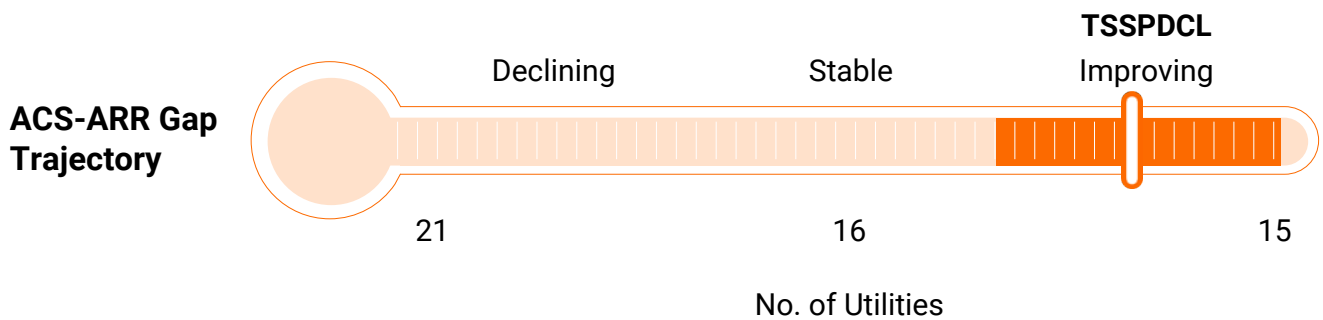 TSSPDCL
Declining Stable Improving
ACS-ARR Gap
Trajectory
21 16 15
No. of Utilities